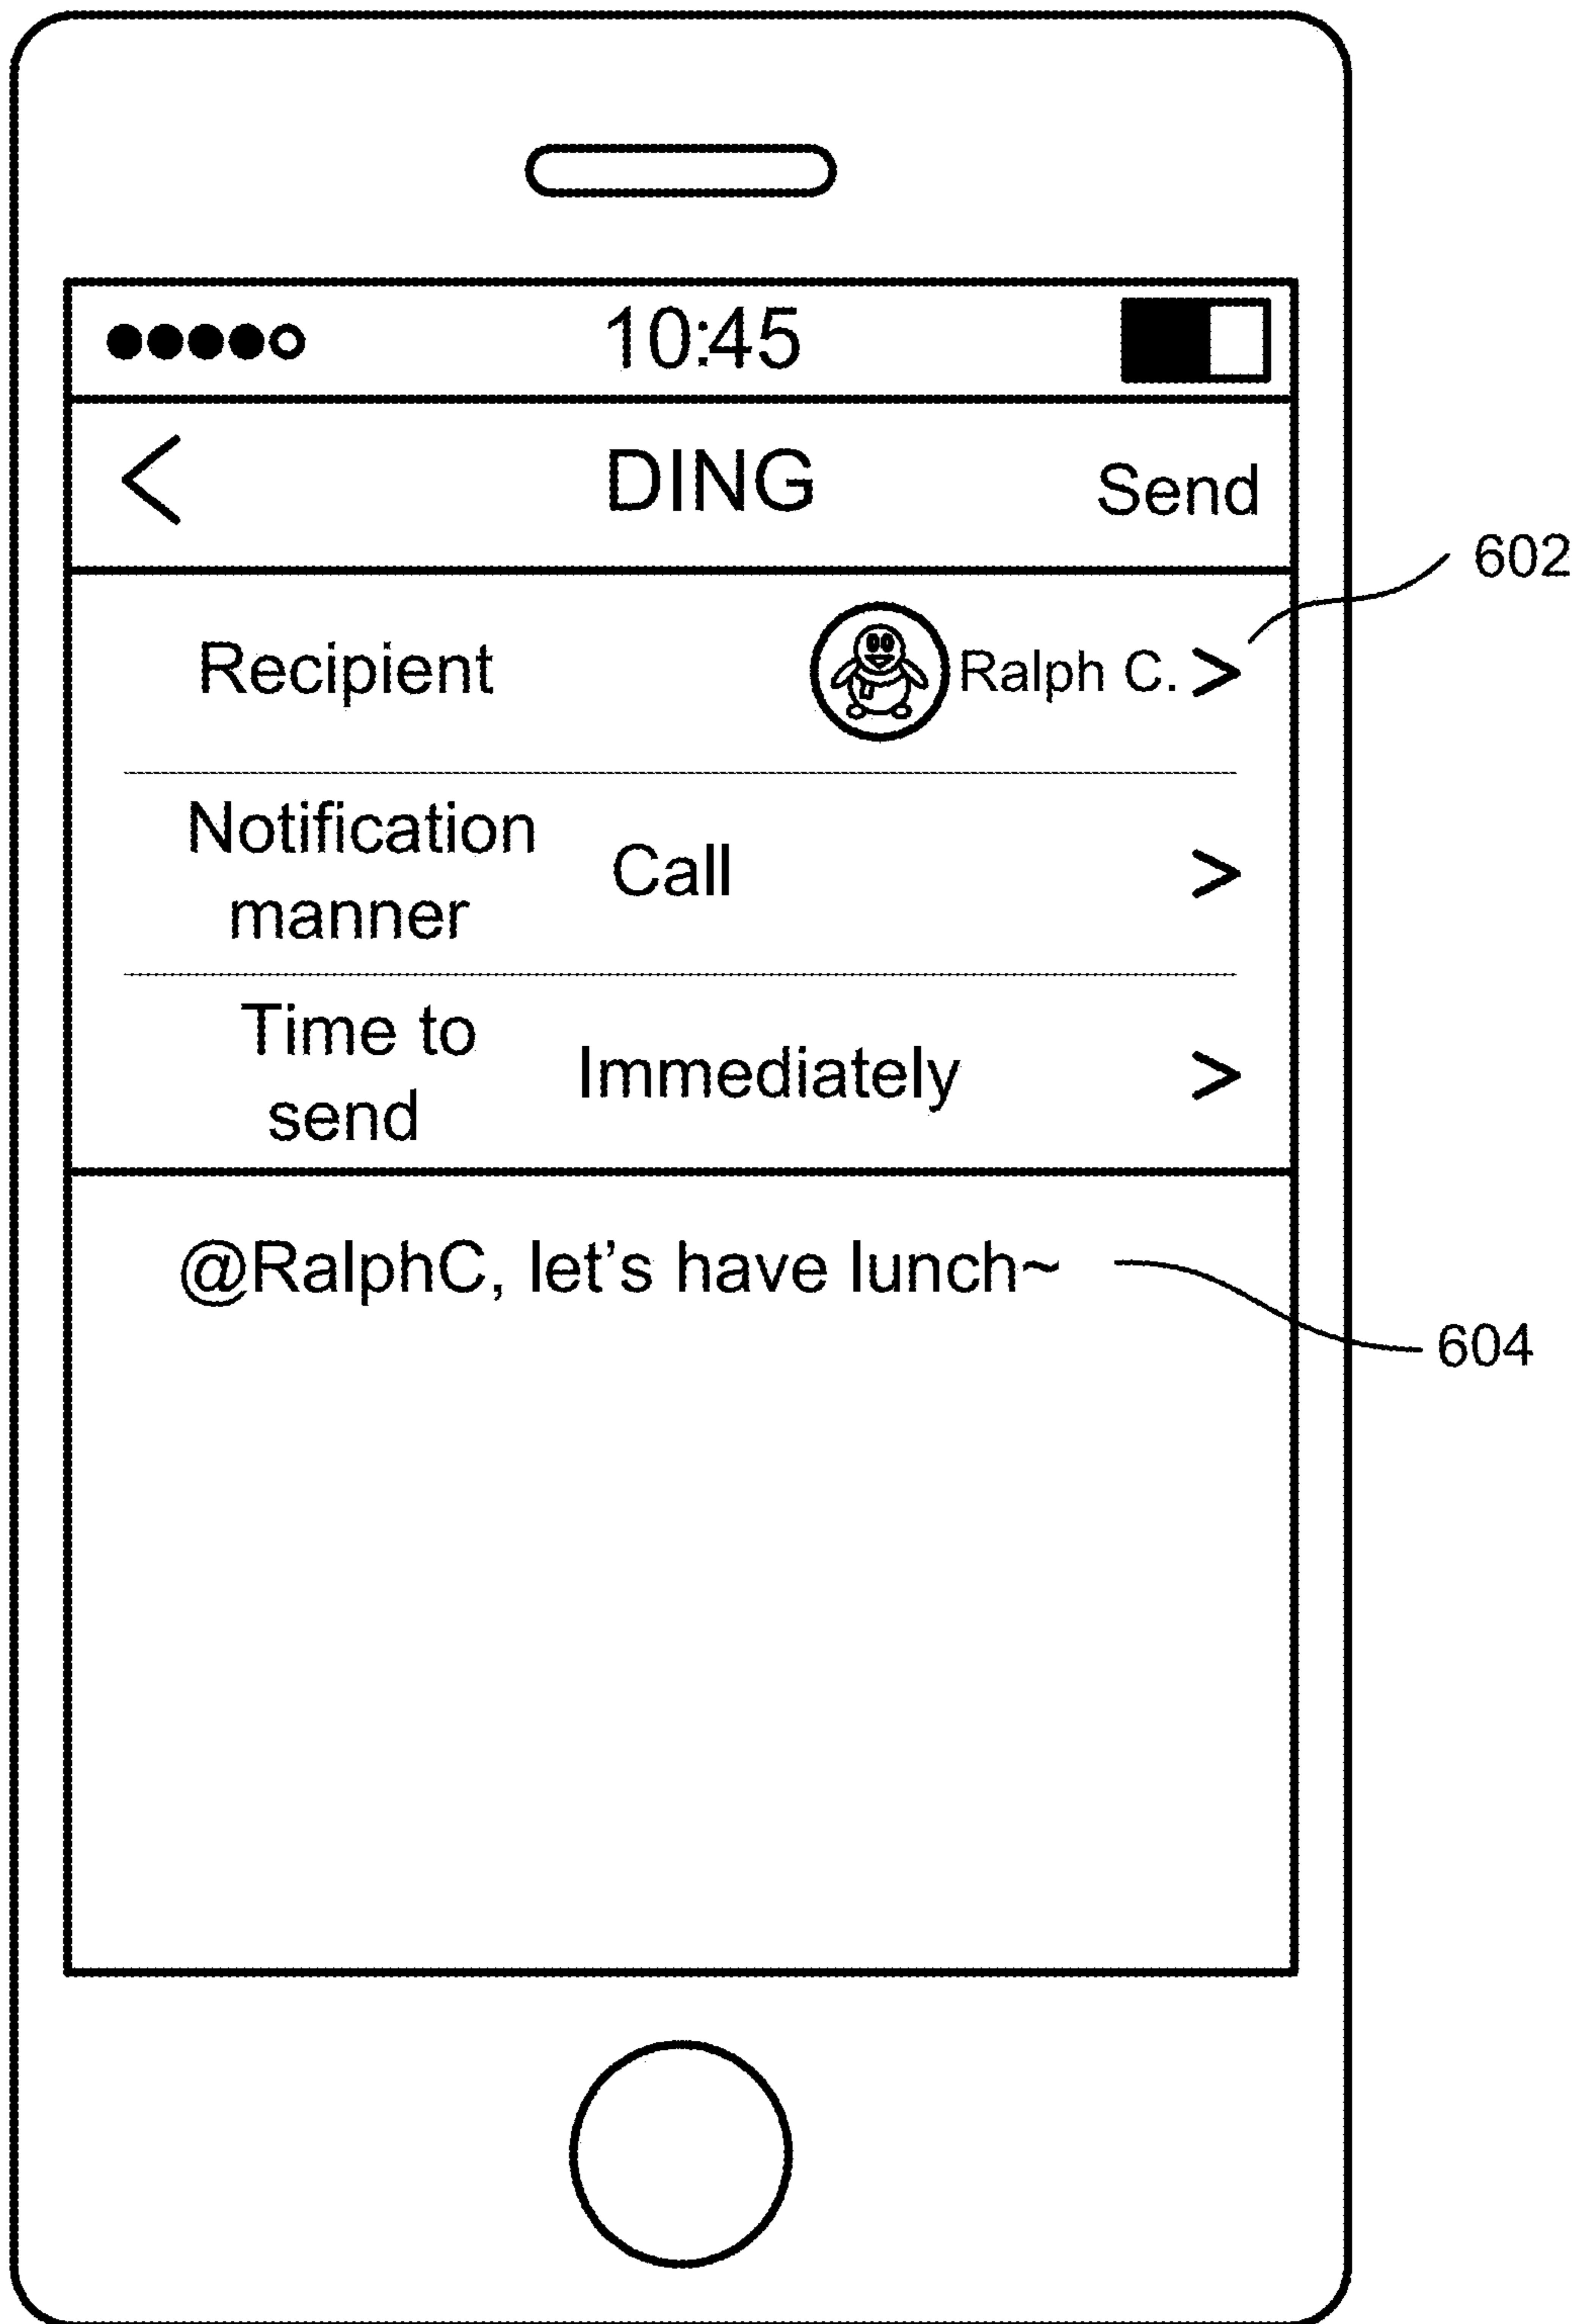 10:45
< DING Send
602
Recipient Ralph C. >
Notification
manner
Call >
Time to
send
Immediately >
@RalphC, let's have lunch~
604